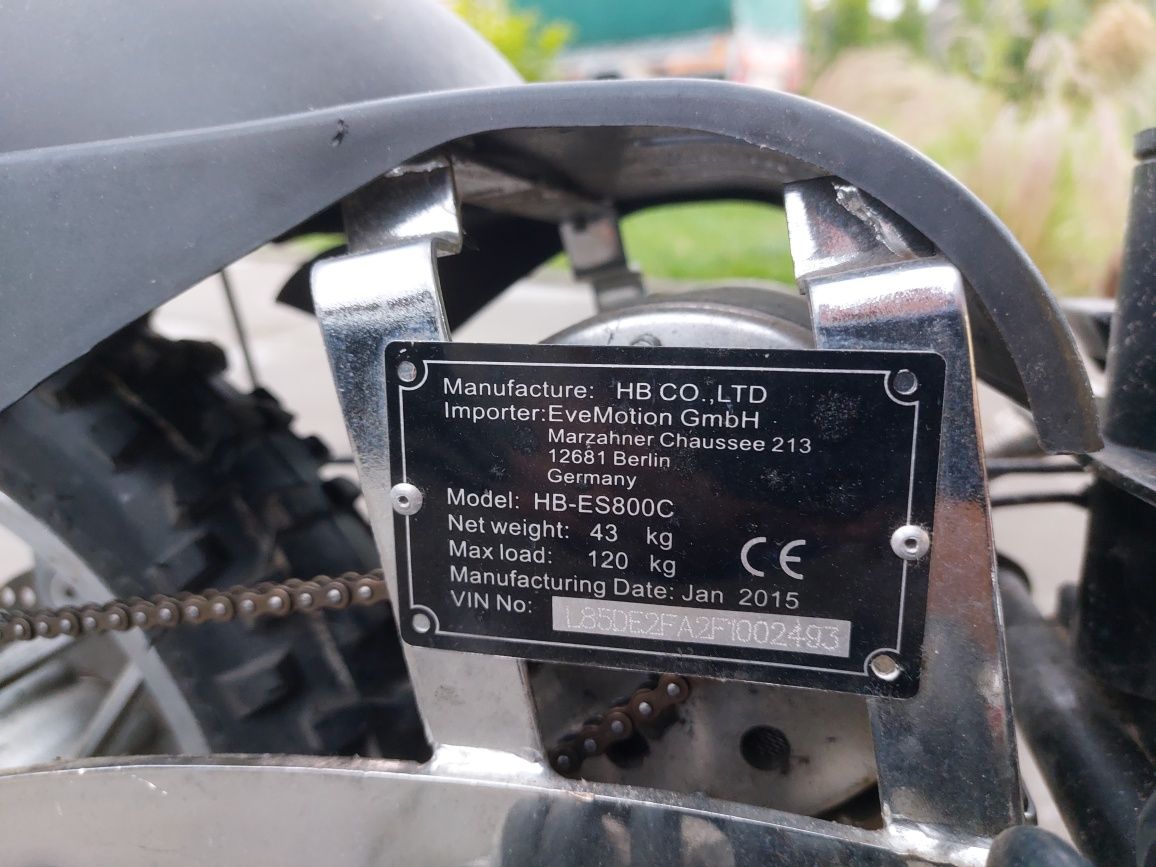 Manufacture: HB CO.,LTD
Importer:EveMotion GmbH
Marzahner Chaussee 213
12681 Berlin
Germany
Model: HB-ES800C
Net weight: 43 kg
Max load: 120 kg
CE
Manufacturing Date: Jan 2015
VIN No: L85DE2FA2F1002493